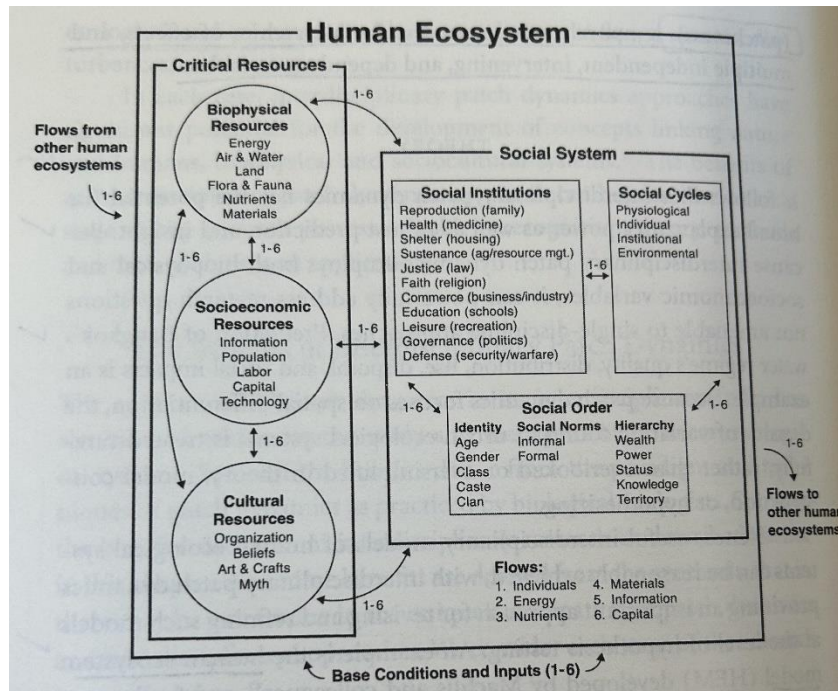 Human Ecosystem
Critical Resources
Biophysical
Resources
Energy
Air & Water
Land
Flora & Fauna
Nutrients
Materials
1-6
Flows from
other human
ecosystems
1-6
1-6
1-6
Socioeconomic
Resources
Information
Population
Labor
Capital
Technology
1-6
1-6
Cultural
Resources
Organization
Beliefs
Art & Crafts
Myth
1-6
Social System
Social Institutions
Reproduction (family)
Health (medicine)
Shelter (housing)
Sustenance (ag/resource mgt.)
Justice (law)
Faith (religion)
Commerce (business/industry)
Education (schools)
Leisure (recreation)
Governance (politics)
Defense (security/warfare)
Social Cycles
Physiological
Individual
Institutional
Environmental
1-6
1-6
1-6
Social Order
Identity
Age
Gender
Class
Caste
Clan
Social Norms
Informal
Formal
Hierarchy
Wealth
Power
Status
Knowledge
Territory
1-6
Flows to
other human
ecosystems
Flows:
1. Individuals
2. Energy
3. Nutrients
4. Materials
5. Information
6. Capital
Base Conditions and Inputs (1-6)